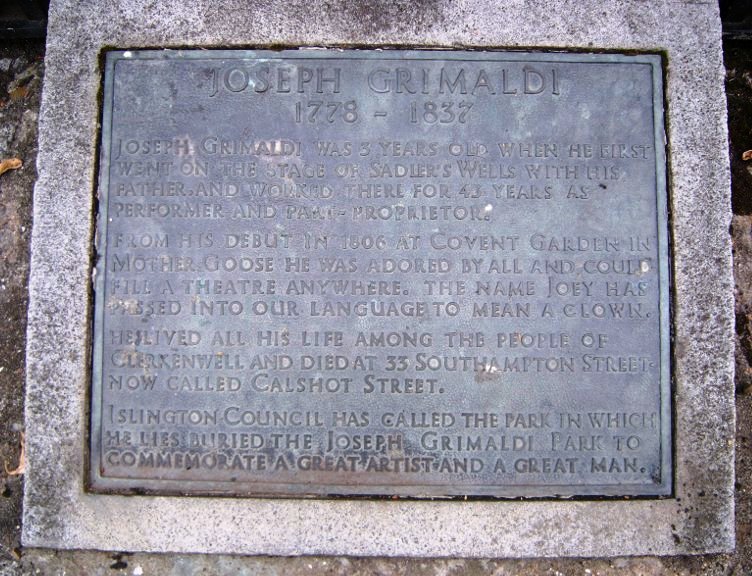 JOSEPH GRIMALDI
1778 - 1837
JOSEPH GRIMALDI WAS 3 YEARS OLD WHEN HE FIRST
WENT ON THE STAGE OF SADLER'S WELLS WITH HIS
FATHER, AND WORKED THERE FOR 43 YEARS AS
PERFORMER AND PART-PROPRIETOR.
FROM HIS DEBUT IN 1806 AT COVENT GARDEN IN
MOTHER GOOSE HE WAS ADORED BY ALL AND COULD
FILL A THEATRE ANYWHERE. THE NAME JOEY HAS
PASSED INTO OUR LANGUAGE TO MEAN A CLOWN.
HE LIVED ALL HIS LIFE AMONG THE PEOPLE OF
CLERKENWELL AND DIED AT 33 SOUTHAMPTON STREET
NOW CALLED CALSHOT STREET.
ISLINGTON COUNCIL HAS CALLED THE PARK IN WHICH
HE LIES BURIED THE JOSEPH GRIMALDI PARK TO
COMMEMORATE A GREAT ARTIST AND A GREAT MAN.